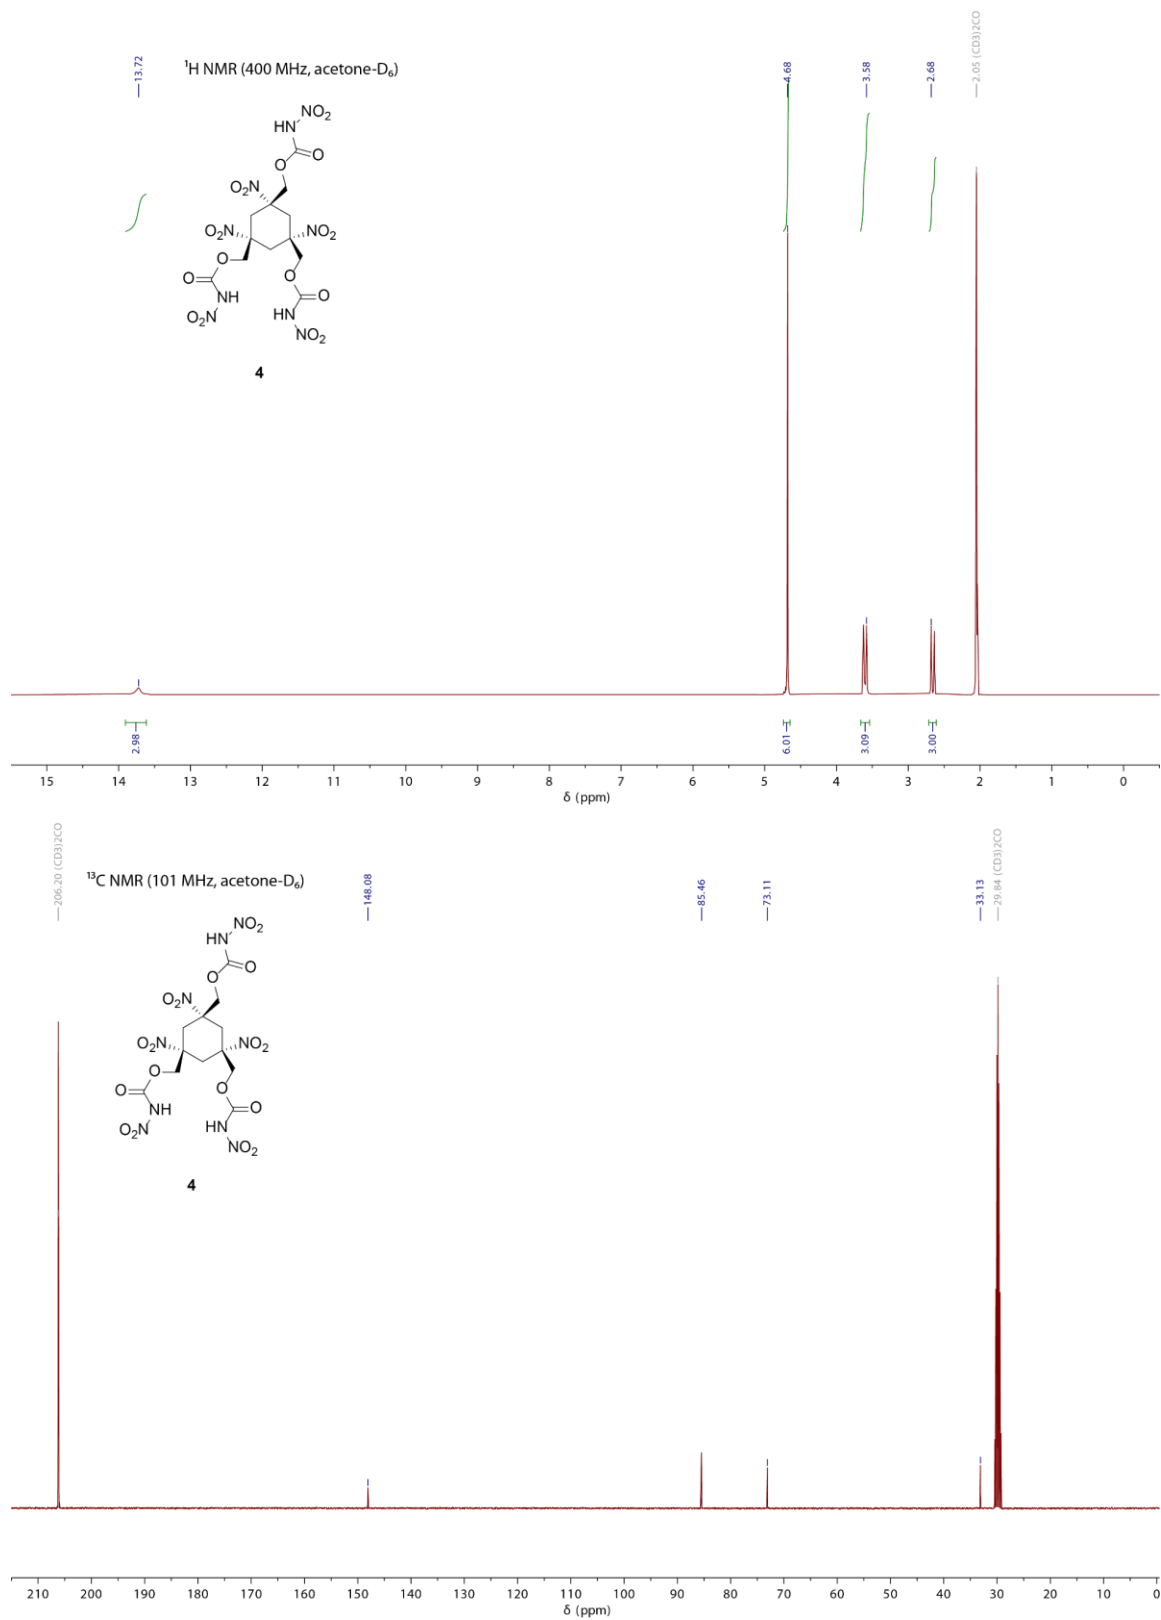 13.72
4.68
3.58
2.68
2.05 (CD3)2CO
¹H NMR (400 MHz, acetone-D₆)
NO₂
HN
O
O
O₂N
O₂N
NO₂
O
O
O
O
NH
HN
O₂N
NO₂
4
2.98
6.01
3.09
3.00
15 14 13 12 11 10 9 8 7 6 5 4 3 2 1 0
δ (ppm)
206.20 (CD3)2CO
148.08
85.46
73.11
33.13
29.84 (CD3)2CO
¹³C NMR (101 MHz, acetone-D₆)
NO₂
HN
O
O
O₂N
O₂N
NO₂
O
O
O
O
NH
HN
O₂N
NO₂
4
210 200 190 180 170 160 150 140 130 120 110 100 90 80 70 60 50 40 30 20 10 0
δ (ppm)